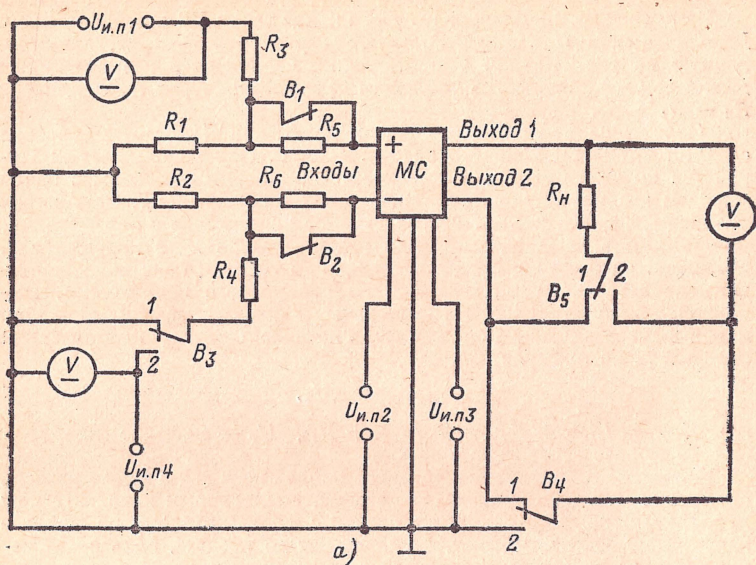 Uи.п1
V
R3
B1
R1
R5
+
Выход 1
R2
R6
Входы
–
МС
Выход 2
Rн
V
B2
R4
1
B3
2
V
1
2
B5
Uи.п2
Uи.п3
Uи.п4
1
B4
2
а)